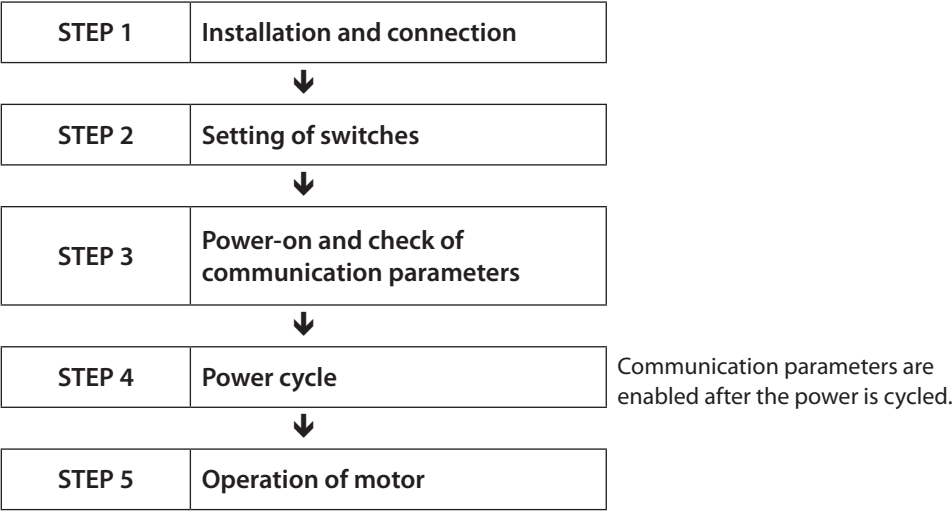 STEP 1 Installation and connection
STEP 2 Setting of switches
STEP 3 Power-on and check of
communication parameters
STEP 4 Power cycle
Communication parameters are
enabled after the power is cycled.
STEP 5 Operation of motor